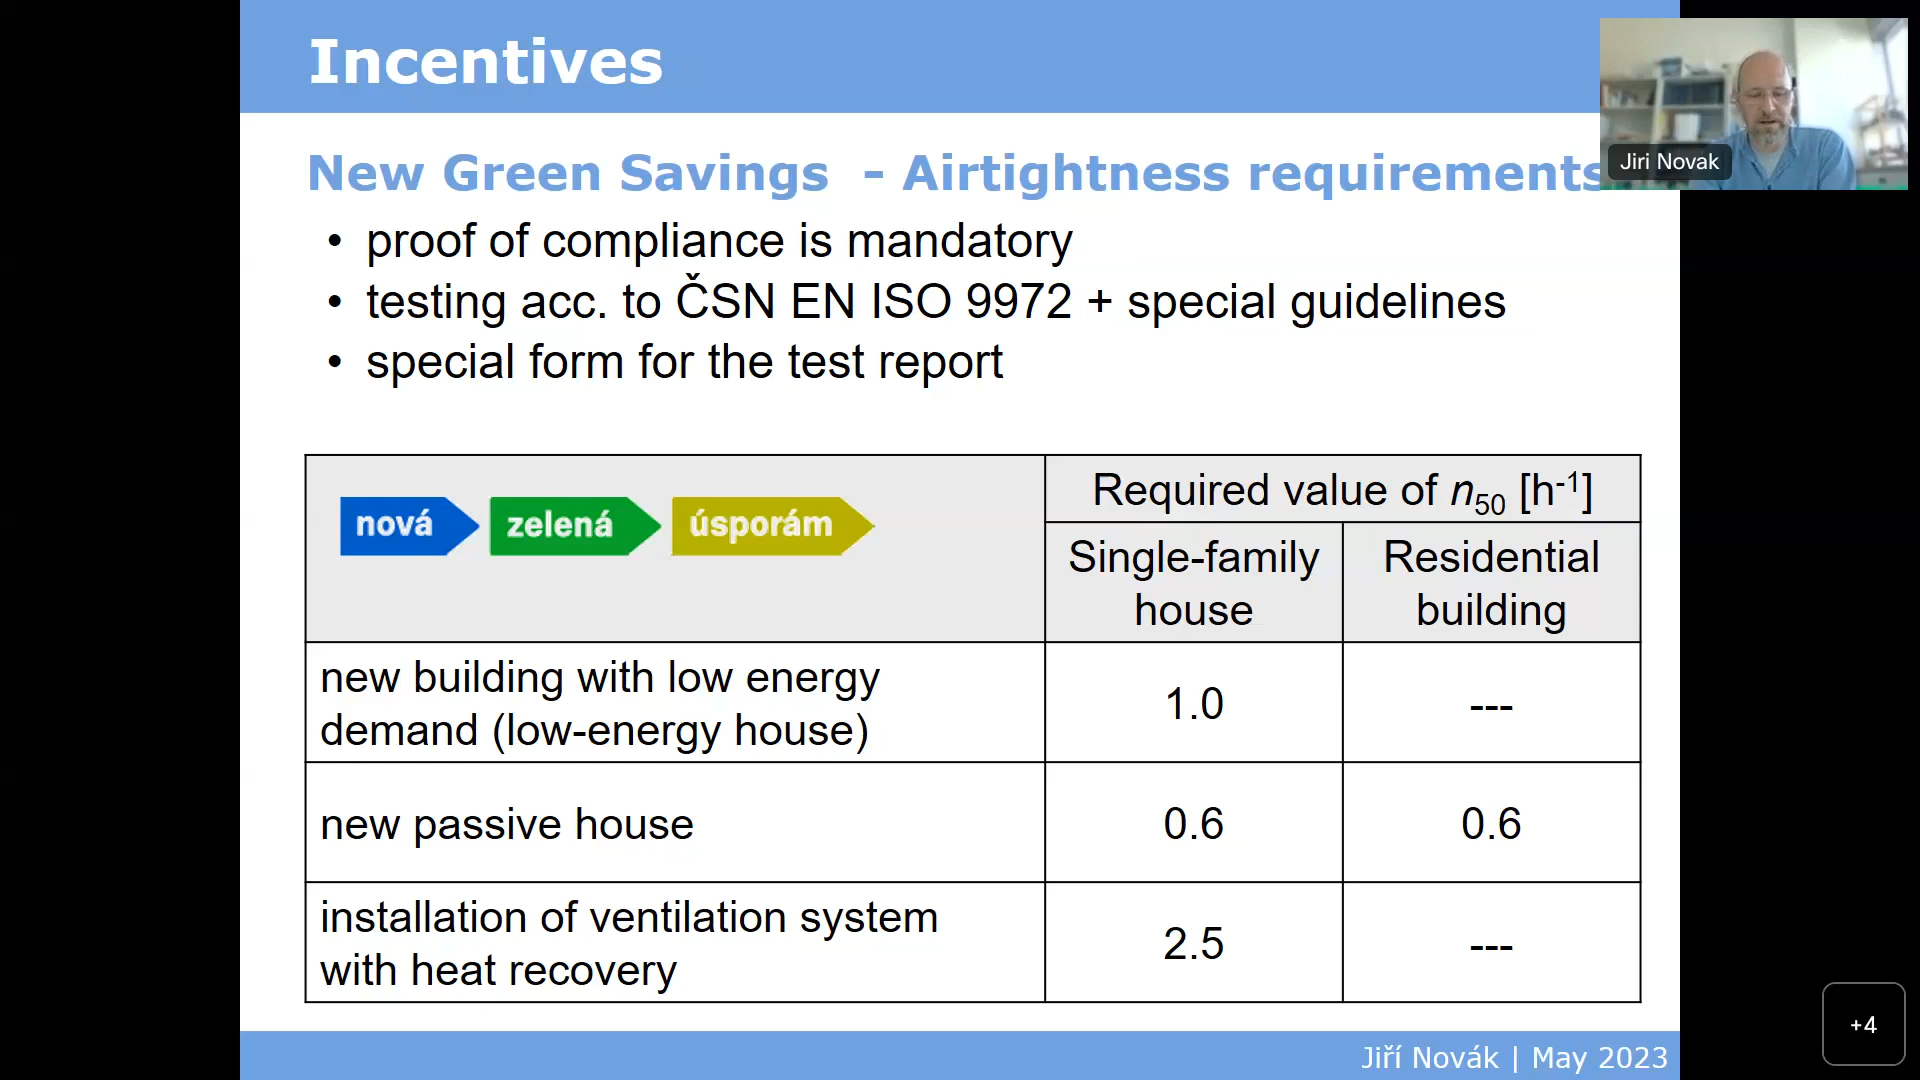 Incentives
Jiri Novak
New Green Savings - Airtightness requirements
• proof of compliance is mandatory
• testing acc. to ČSN EN ISO 9972 + special guidelines
• special form for the test report
nová zelená úsporám
Required value of n50 [h-1]
Single-family house
Residential building
new building with low energy
demand (low-energy house)
1.0
---
new passive house
0.6
0.6
installation of ventilation system
with heat recovery
2.5
---
Jiří Novák | May 2023
+4